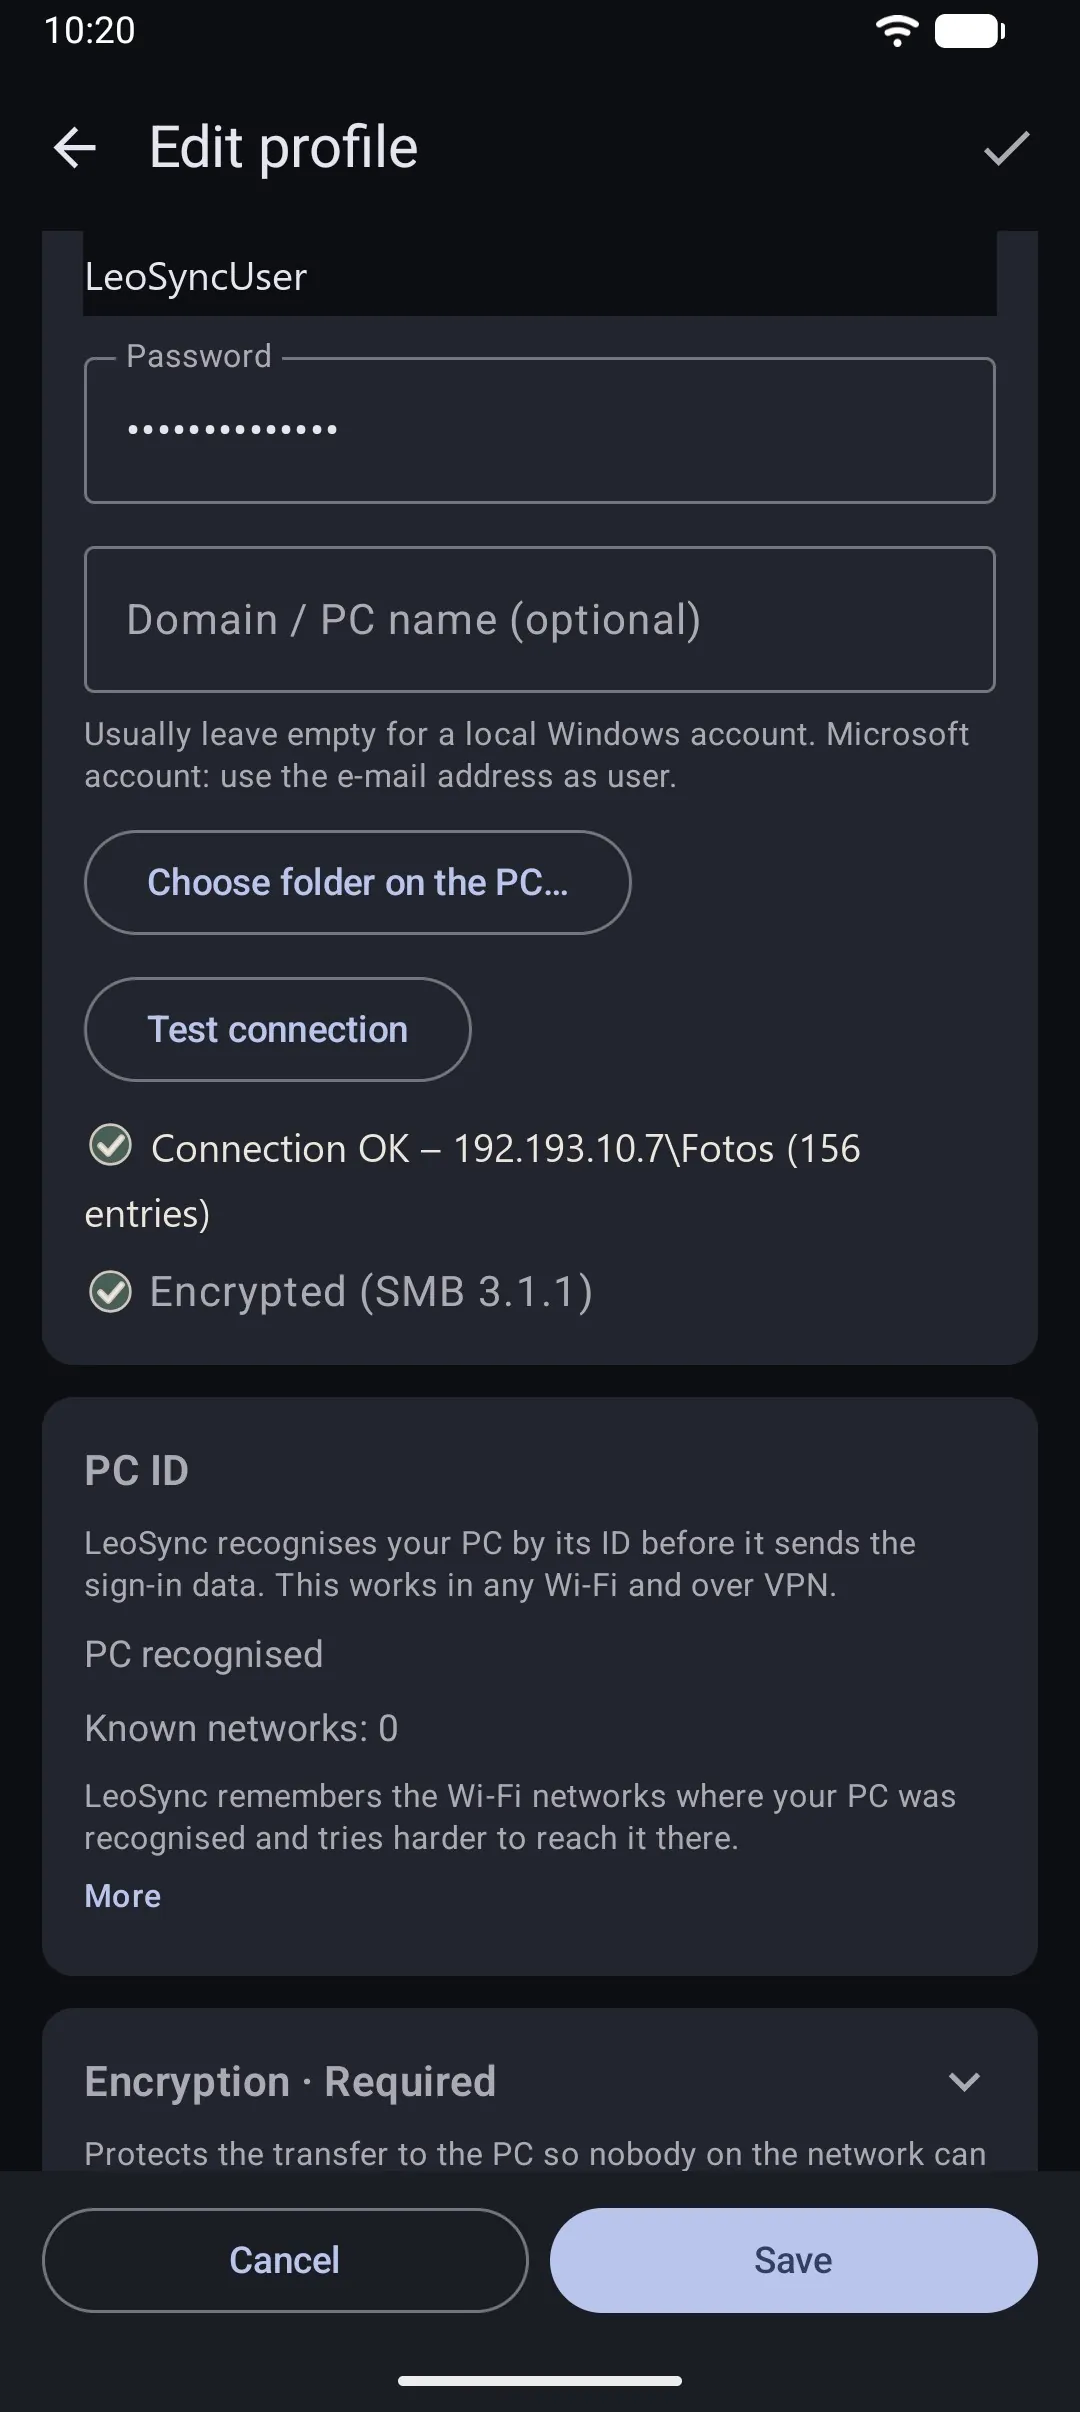 10:20
Edit profile
LeoSyncUser
Password
••••••••••••••
Domain / PC name (optional)
Usually leave empty for a local Windows account. Microsoft
account: use the e-mail address as user.
Choose folder on the PC...
Test connection
Connection OK – 192.193.10.7\Fotos (156
entries)
Encrypted (SMB 3.1.1)
PC ID
LeoSync recognises your PC by its ID before it sends the
sign-in data. This works in any Wi-Fi and over VPN.
PC recognised
Known networks: 0
LeoSync remembers the Wi-Fi networks where your PC was
recognised and tries harder to reach it there.
More
Encryption · Required
Protects the transfer to the PC so nobody on the network can
Cancel
Save